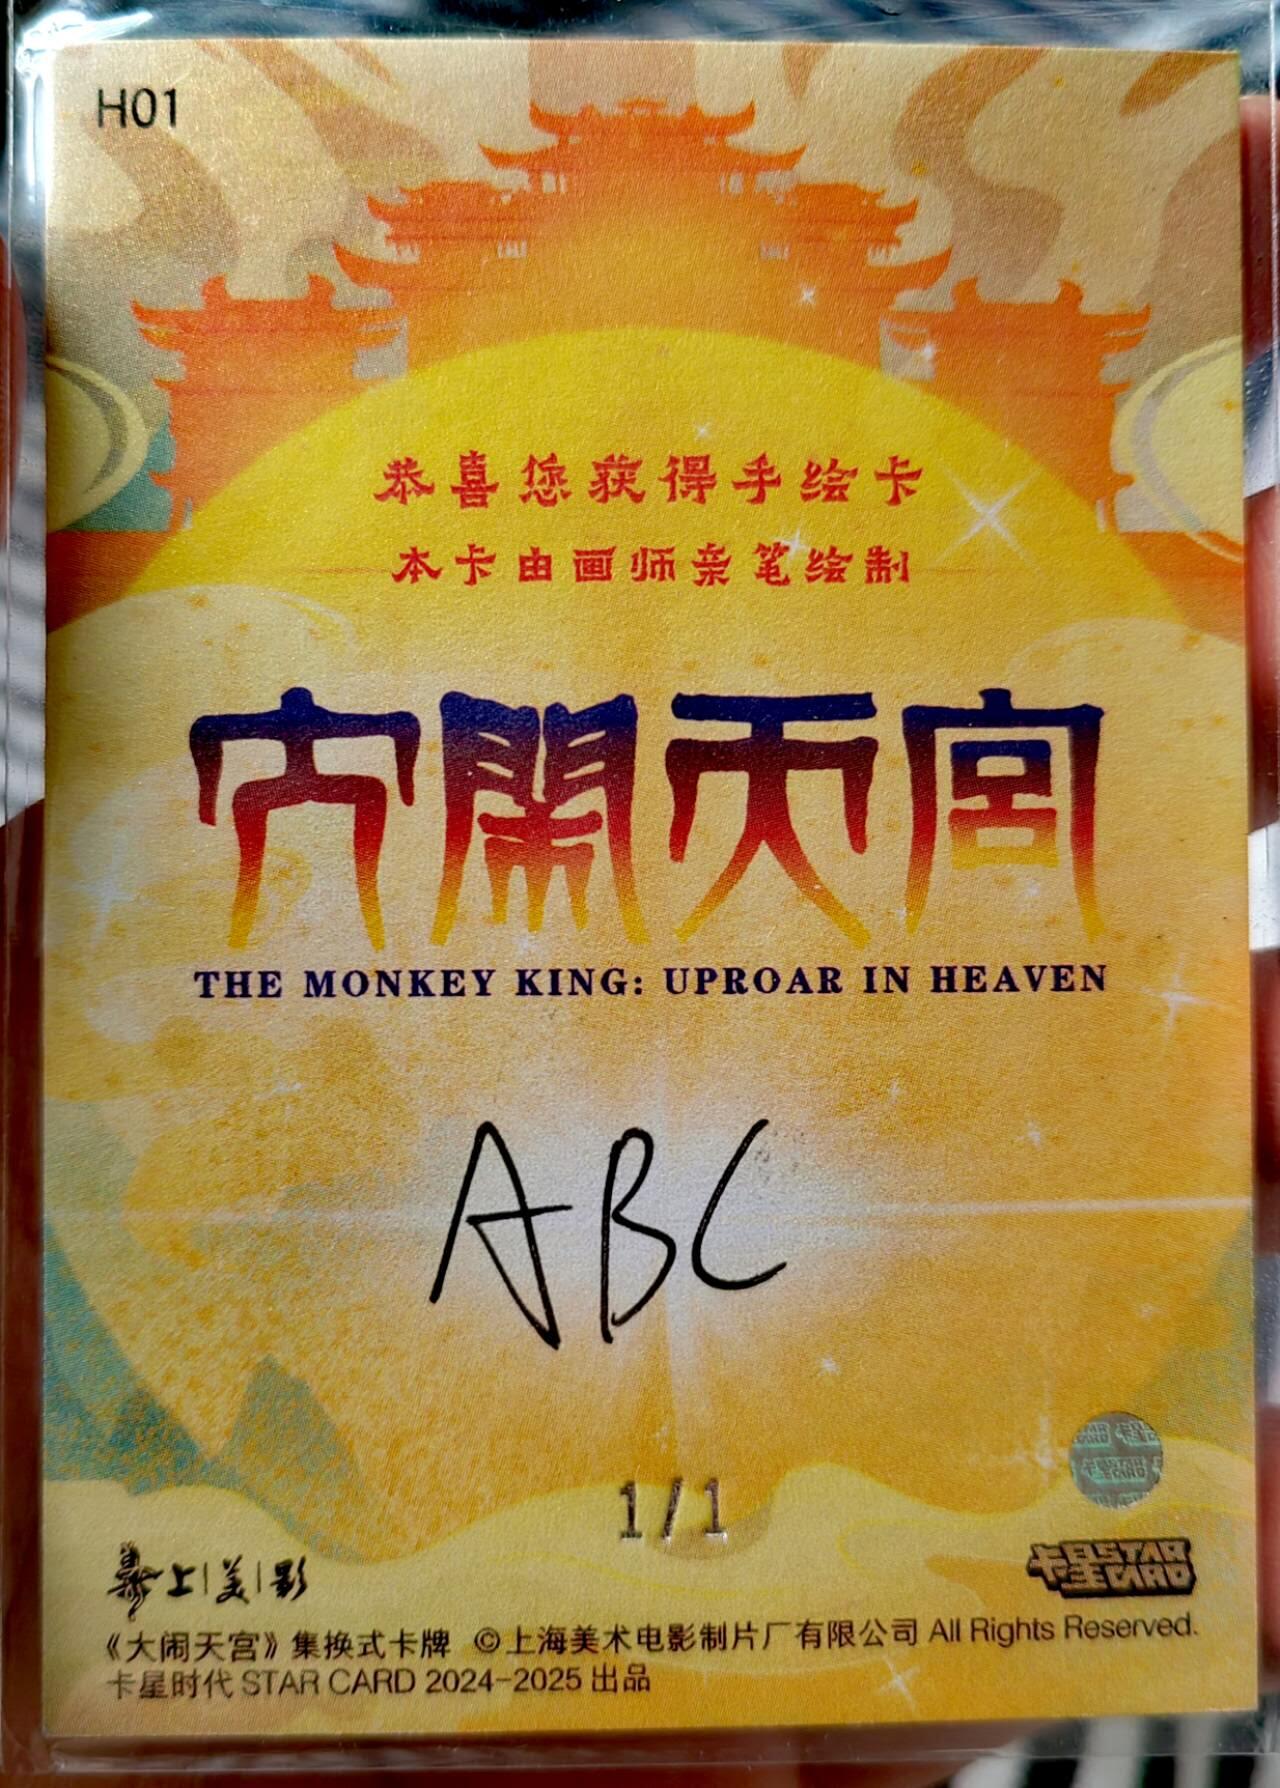 H01
恭喜您获得手绘卡
本卡由画师亲笔绘制
大闹天宫
THE MONKEY KING: UPROAR IN HEAVEN
ABC
1/1
上美影
卡星 STAR CARD
《大闹天宫》集换式卡牌 ©上海美术电影制片厂有限公司 All Rights Reserved.
卡星时代 STAR CARD 2024-2025 出品